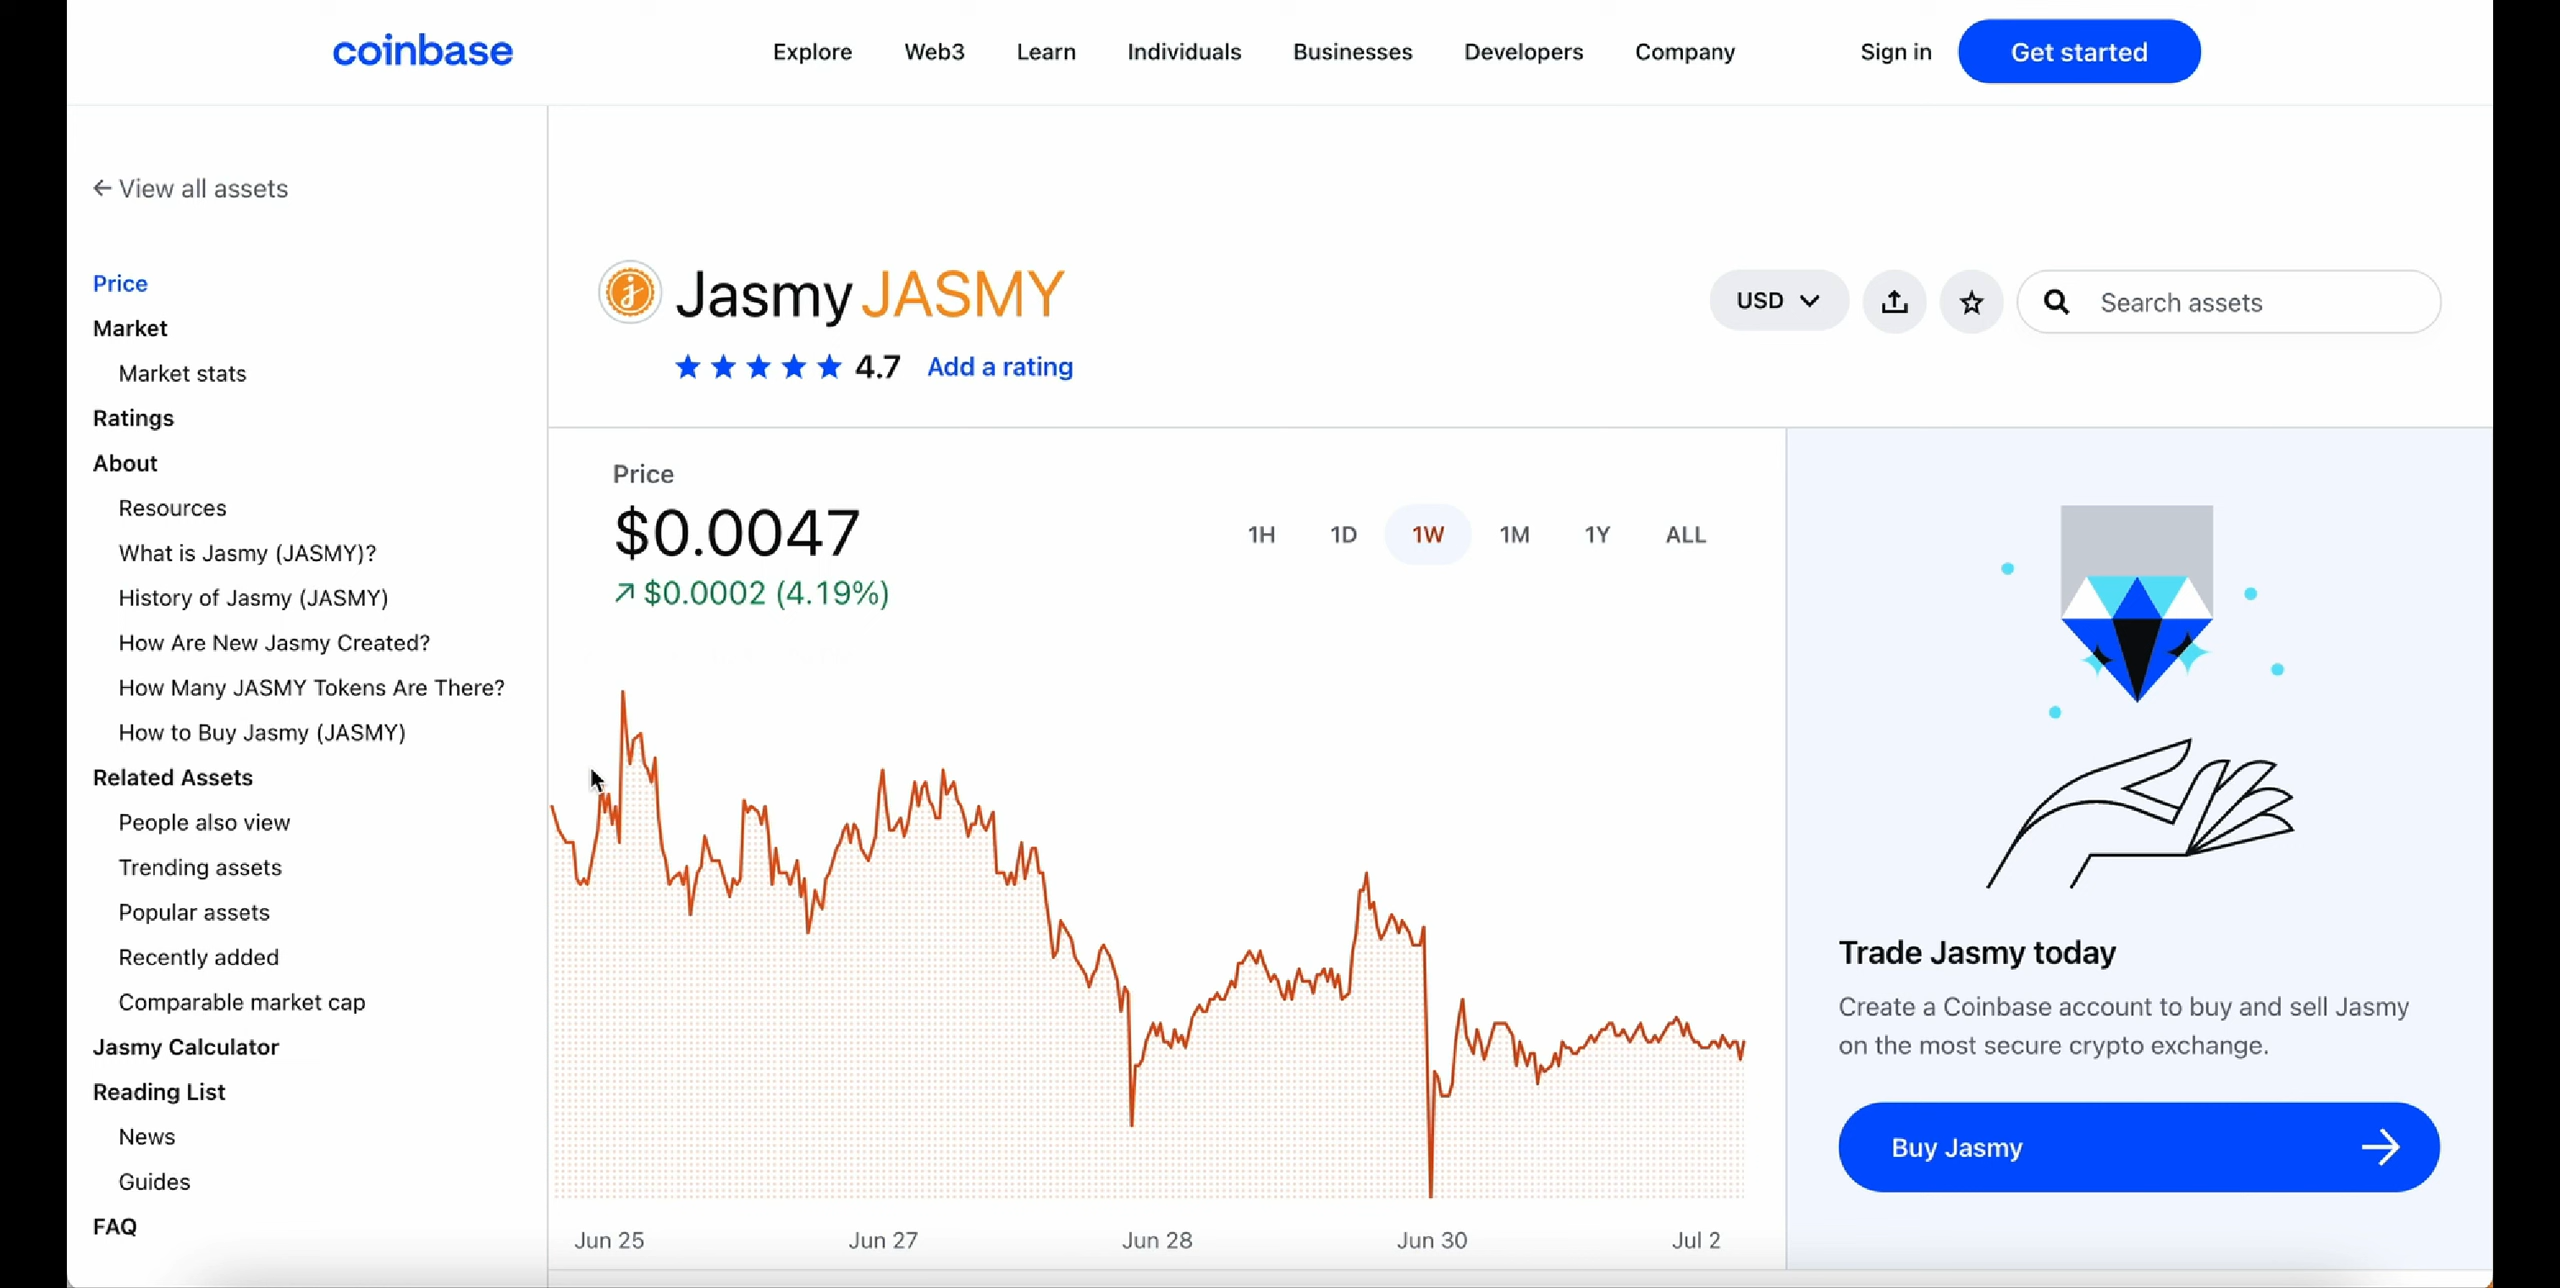 coinbase
Explore Web3 Learn Individuals Businesses Developers Company Sign in Get started
← View all assets
Price
Market
Market stats
Ratings
About
Resources
What is Jasmy (JASMY)?
History of Jasmy (JASMY)
How Are New Jasmy Created?
How Many JASMY Tokens Are There?
How to Buy Jasmy (JASMY)
Related Assets
People also view
Trending assets
Popular assets
Recently added
Comparable market cap
Jasmy Calculator
Reading List
News
Guides
FAQ
Jasmy JASMY
4.7 Add a rating
USD
Search assets
Price
$0.0047
↗ $0.0002 (4.19%)
1H 1D 1W 1M 1Y ALL
Jun 25 Jun 27 Jun 28 Jun 30 Jul 2
Trade Jasmy today
Create a Coinbase account to buy and sell Jasmy
on the most secure crypto exchange.
Buy Jasmy →